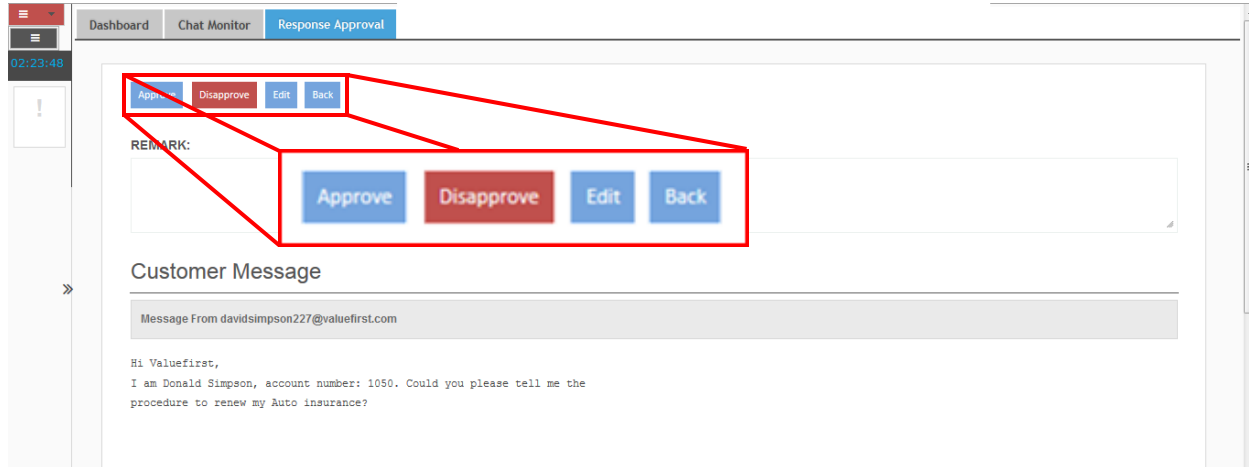 Dashboard Chat Monitor Response Approval
02:23:48
Approve Disapprove Edit Back
REMARK:
Approve Disapprove Edit Back
Customer Message
Message From davidsimpson227@valuefirst.com
Hi Valuefirst,
I am Donald Simpson, account number: 1050. Could you please tell me the
procedure to renew my Auto insurance?